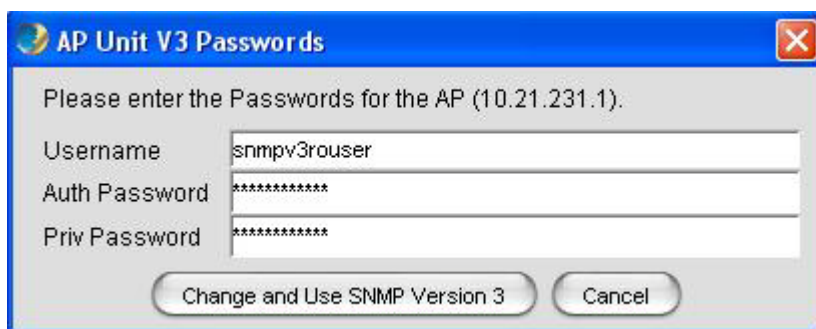 AP Unit V3 Passwords
Please enter the Passwords for the AP (10.21.231.1).
Username snmpv3rouser
Auth Password ************
Priv Password ************
Change and Use SNMP Version 3 Cancel